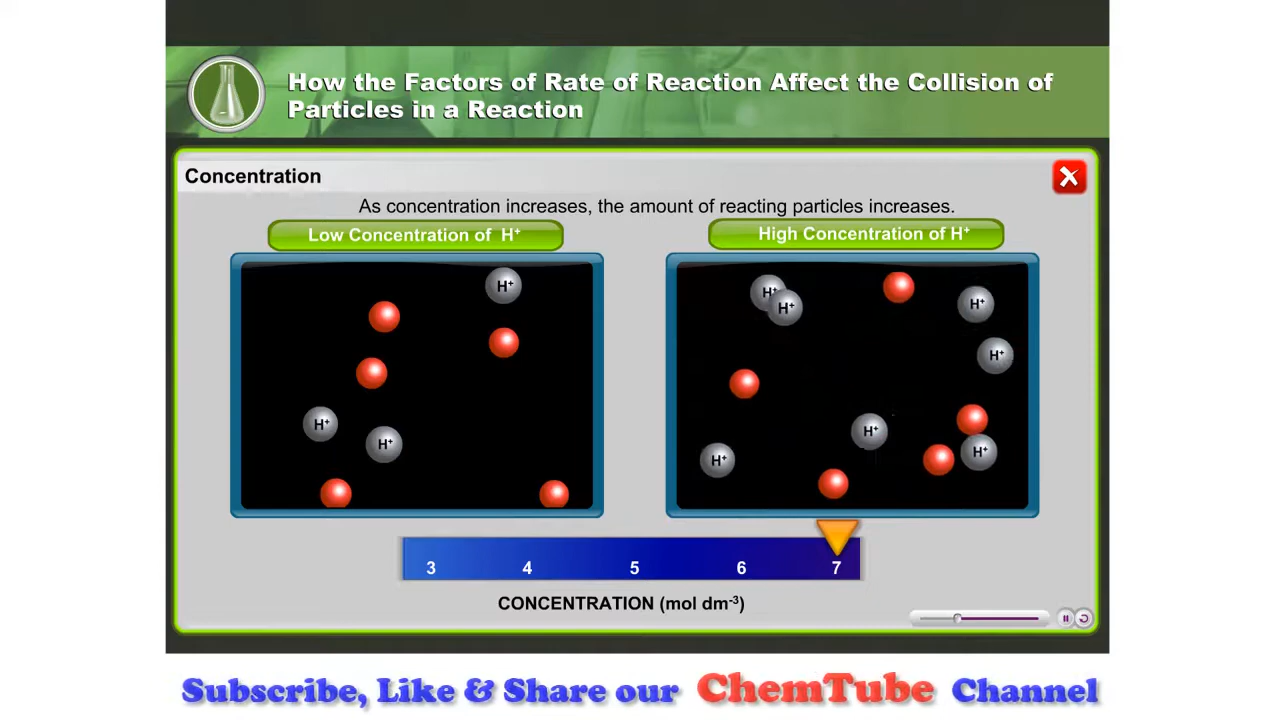 How the Factors of Rate of Reaction Affect the Collision of
Particles in a Reaction
Concentration
As concentration increases, the amount of reacting particles increases.
Low Concentration of H⁺
High Concentration of H⁺
H⁺
H⁺
H⁺
H⁺
H⁺
H⁺
H⁺
H⁺
H⁺
H⁺
3 4 5 6 7
CONCENTRATION (mol dm⁻³)
Subscribe, Like & Share our ChemTube Channel